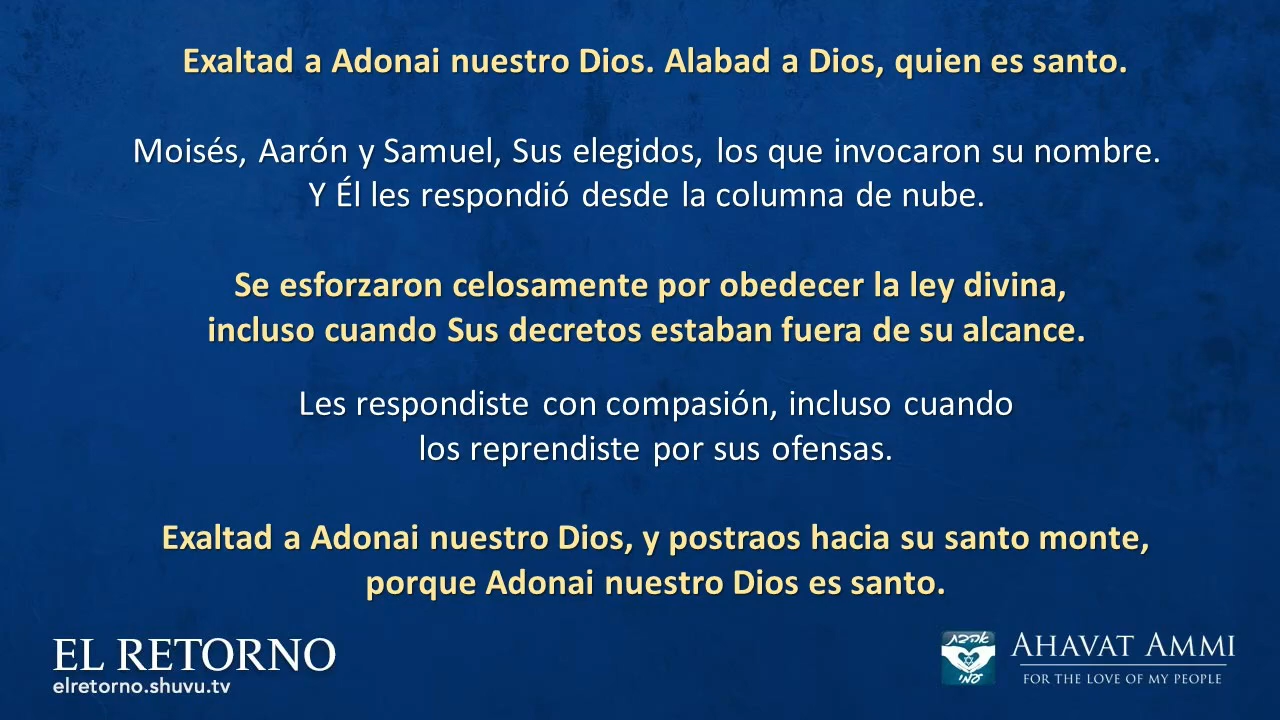 Exaltad a Adonai nuestro Dios. Alabad a Dios, quien es santo.
Moisés, Aarón y Samuel, Sus elegidos, los que invocaron su nombre.
Y Él les respondió desde la columna de nube.
Se esforzaron celosamente por obedecer la ley divina,
incluso cuando Sus decretos estaban fuera de su alcance.
Les respondiste con compasión, incluso cuando
los reprendiste por sus ofensas.
Exaltad a Adonai nuestro Dios, y postraos hacia su santo monte,
porque Adonai nuestro Dios es santo.
EL RETORNO
elretorno.shuvu.tv
אהבת
עמי
AHAVAT AMMI
FOR THE LOVE OF MY PEOPLE